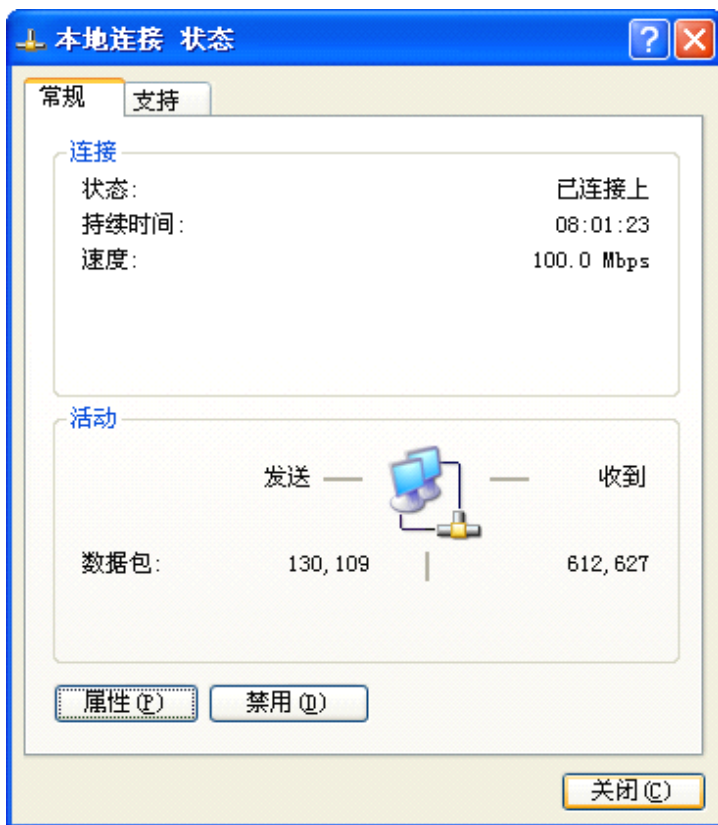 本地连接 状态
常规 支持
连接
状态: 已连接上
持续时间: 08:01:23
速度: 100.0 Mbps
活动
发送 收到
数据包: 130,109 612,627
属性(P) 禁用(D)
关闭(C)